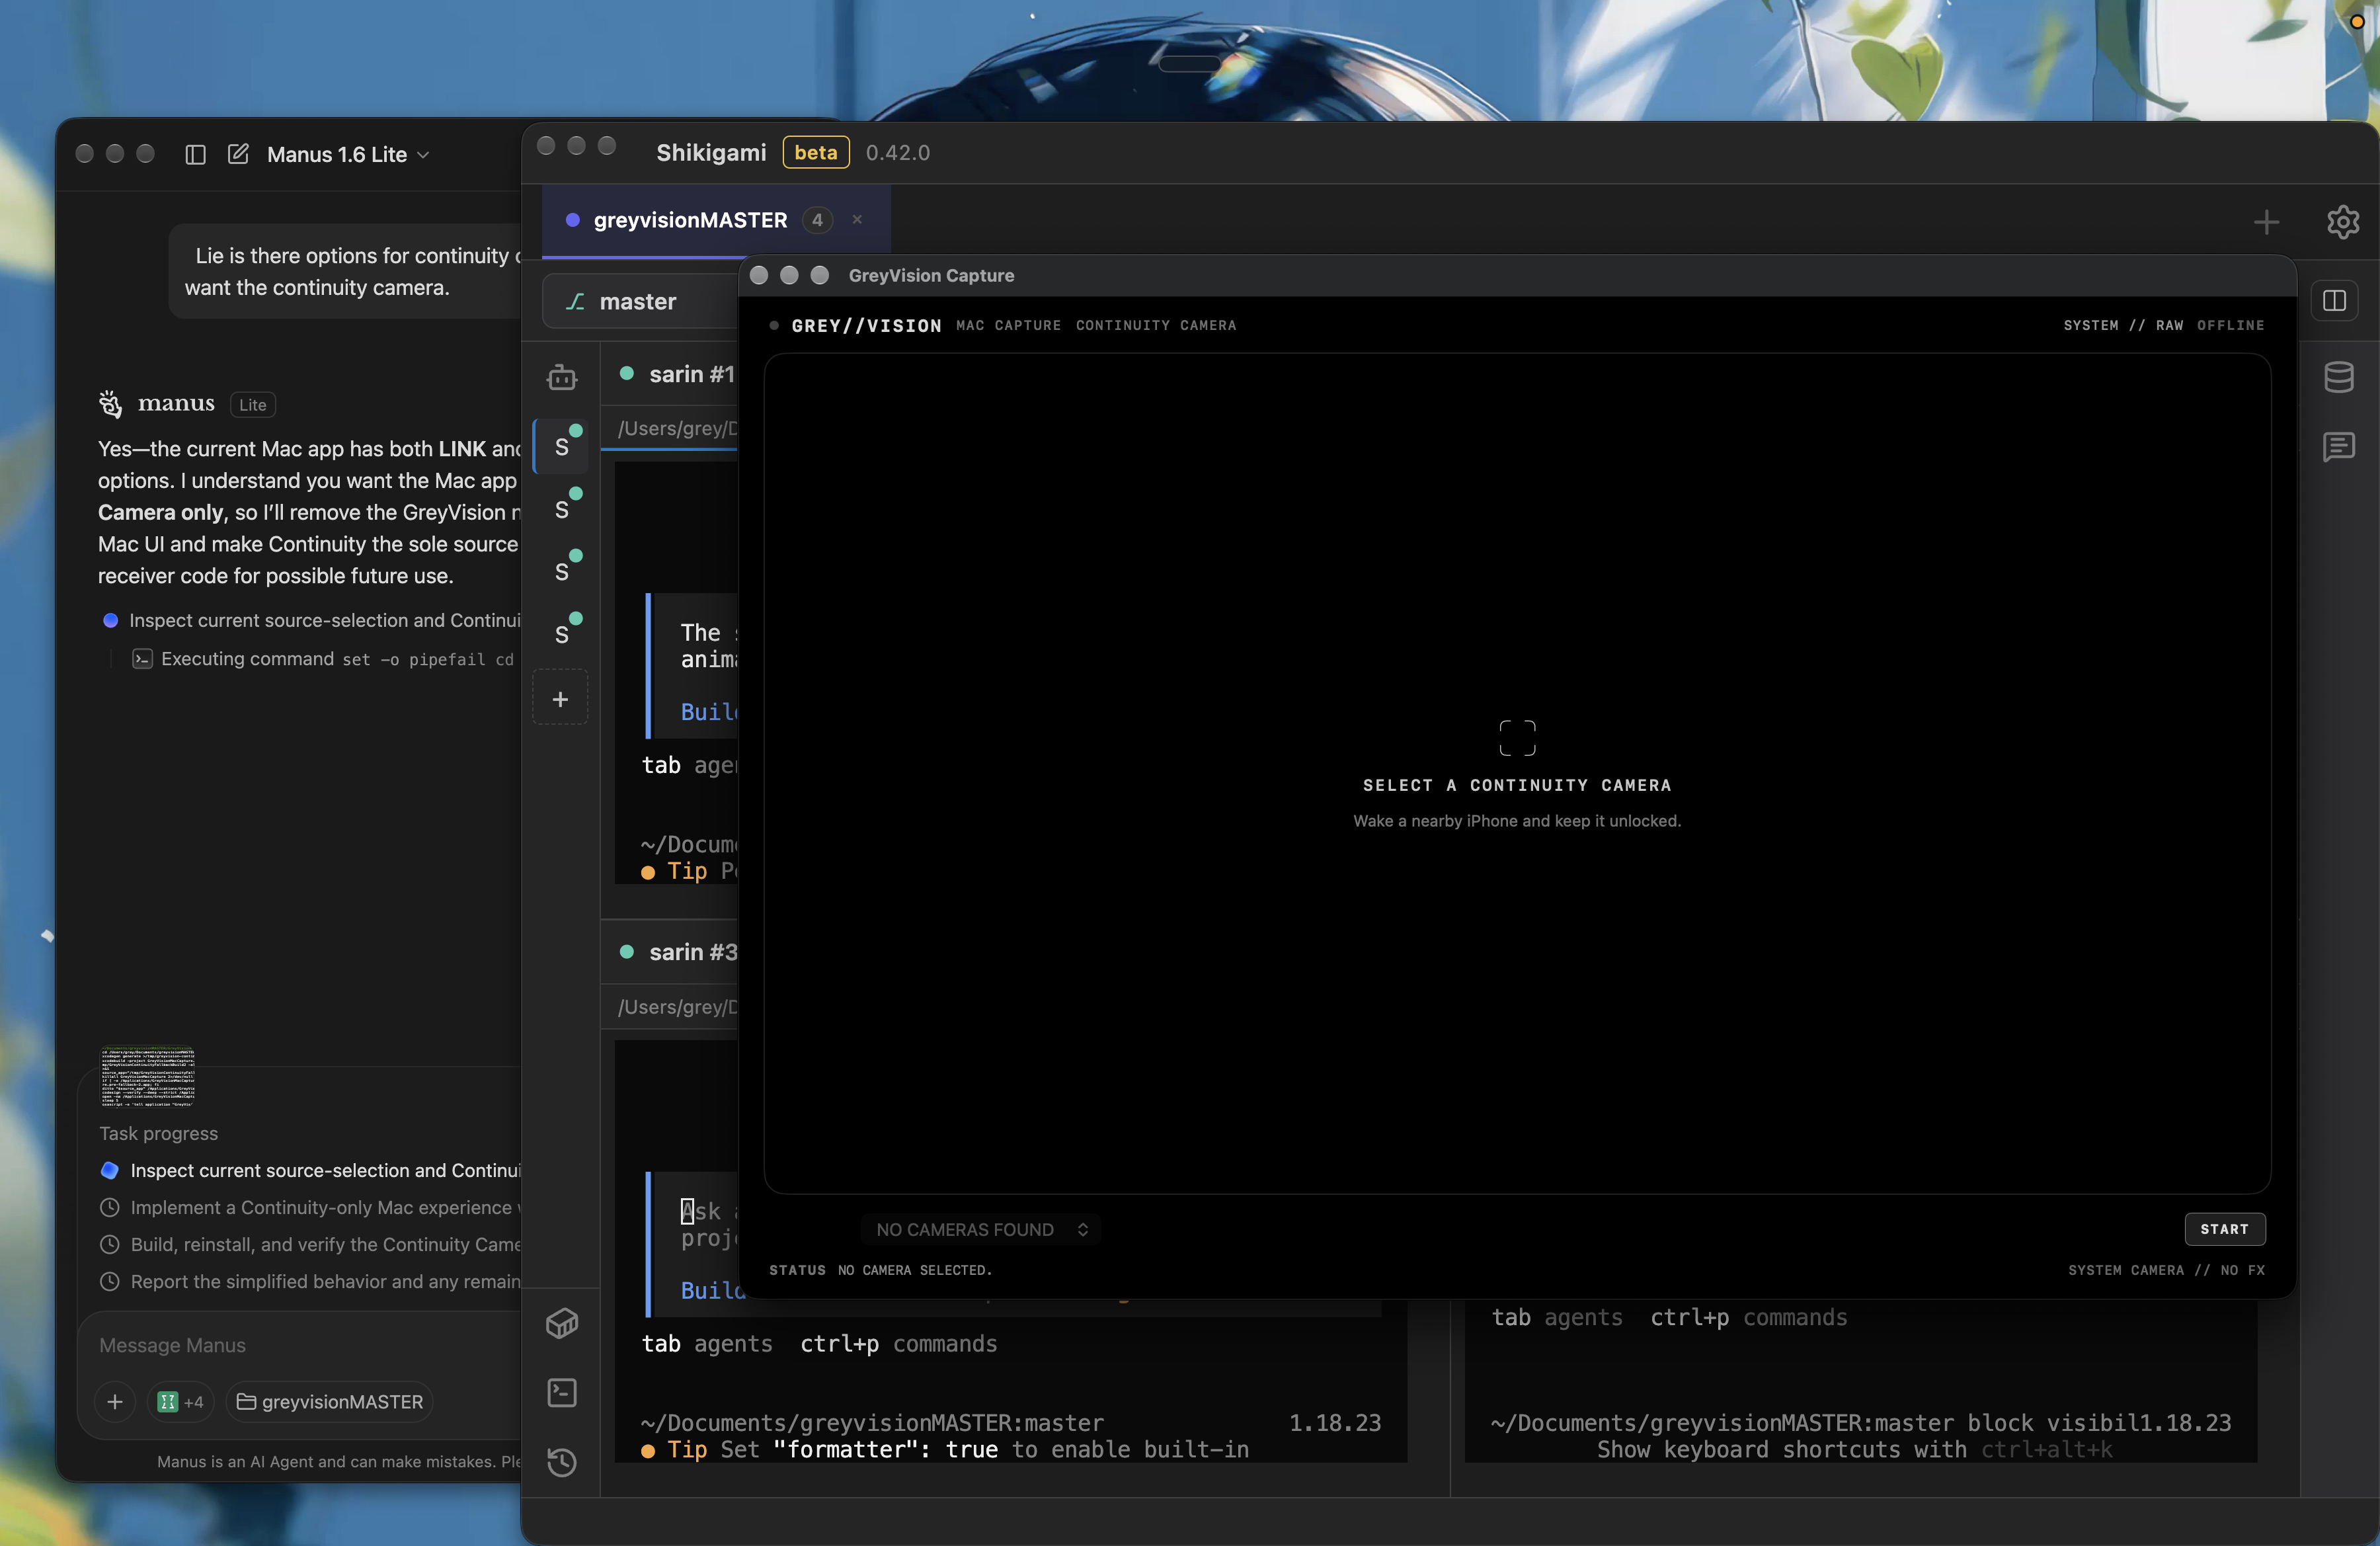 Manus 1.6 Lite
Lie is there options for continuity
want the continuity camera.
manus Lite
Yes—the current Mac app has both LINK and
options. I understand you want the Mac app
Camera only, so I’ll remove the GreyVision
Mac UI and make Continuity the sole source
receiver code for possible future use.
Inspect current source-selection and Continui
Executing command set -o pipefail cd
Task progress
Inspect current source-selection and Continui
Implement a Continuity-only Mac experience
Build, reinstall, and verify the Continuity Came
Report the simplified behavior and any remain
Message Manus
+4 greyvisionMASTER
Manus is an AI Agent and can make mistakes. Ple
Shikigami beta 0.42.0
greyvisionMASTER 4 ×
master
S
S
S
S
+
sarin #1
/Users/grey/D
The
anima
Build
tab agen
~/Docum
● Tip
sarin #3
/Users/grey/D
Ask
proje
Build
tab agents ctrl+p commands
~/Documents/greyvisionMASTER:master 1.18.23
● Tip Set "formatter": true to enable built-in
tab agents ctrl+p commands
~/Documents/greyvisionMASTER:master block visibil1.18.23
Show keyboard shortcuts with ctrl+alt+k
GreyVision Capture
GREY//VISION MAC CAPTURE CONTINUITY CAMERA
SYSTEM // RAW OFFLINE
SELECT A CONTINUITY CAMERA
Wake a nearby iPhone and keep it unlocked.
NO CAMERAS FOUND
START
STATUS NO CAMERA SELECTED.
SYSTEM CAMERA // NO FX